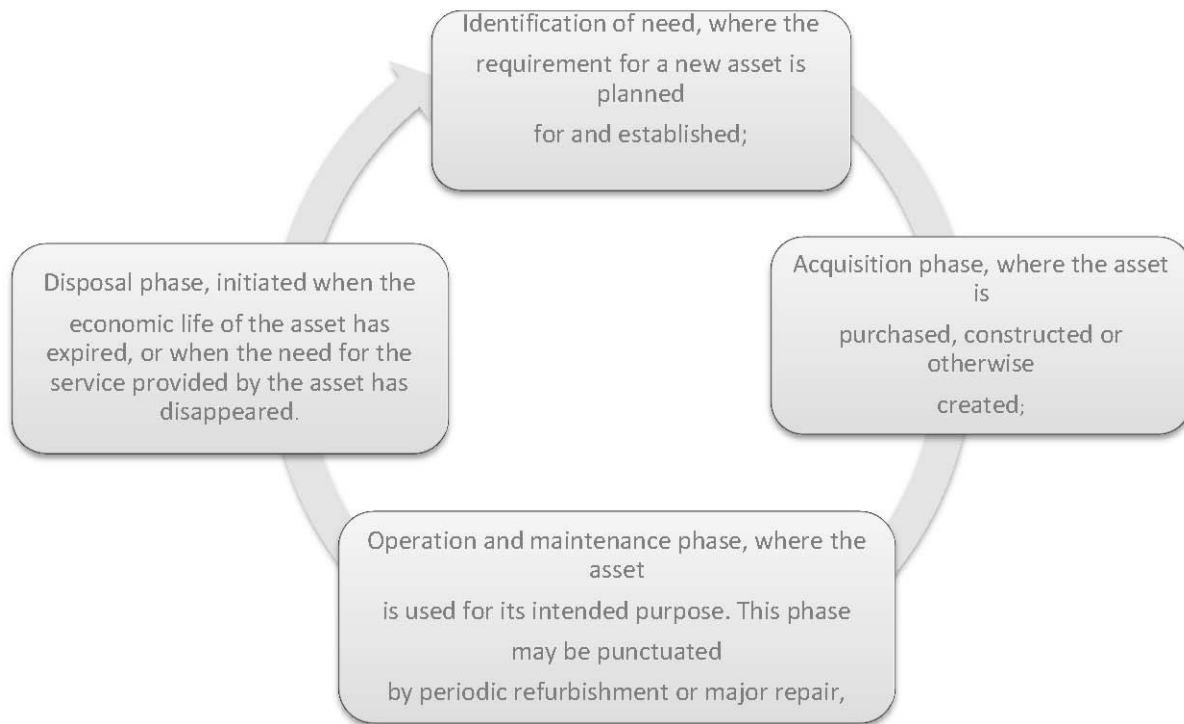 Identification of need, where the
requirement for a new asset is
planned
for and established;
Acquisition phase, where the asset
is
purchased, constructed or
otherwise
created;
Operation and maintenance phase, where the
asset
is used for its intended purpose. This phase
may be punctuated
by periodic refurbishment or major repair,
Disposal phase, initiated when the
economic life of the asset has
expired, or when the need for the
service provided by the asset has
disappeared.